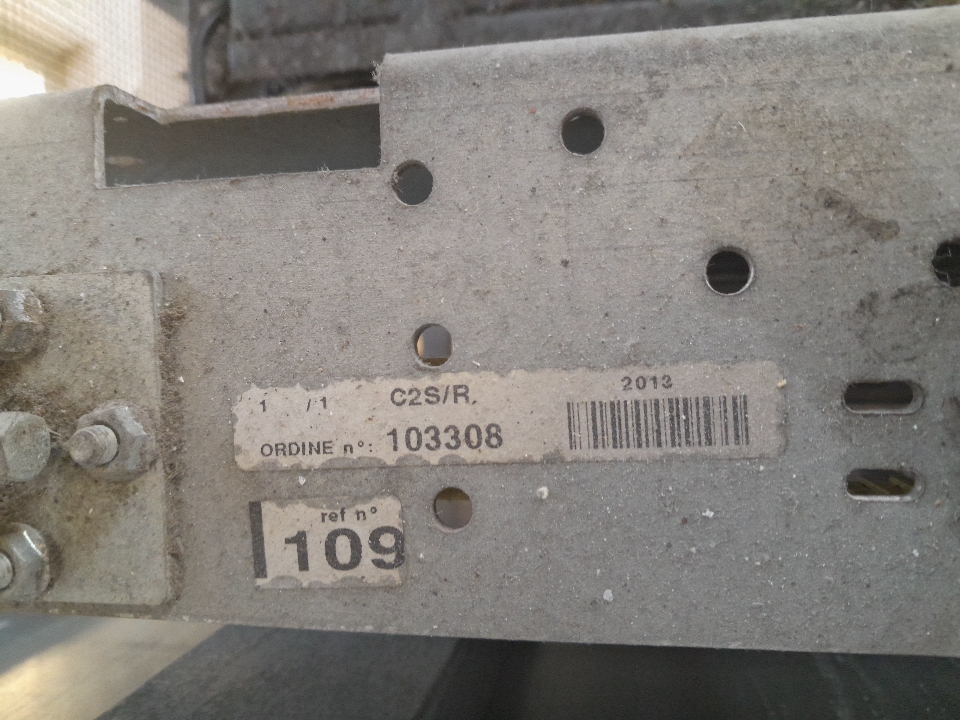 1 /1 C2S/R. 2013
ORDINE n°: 103308
ref n°
109